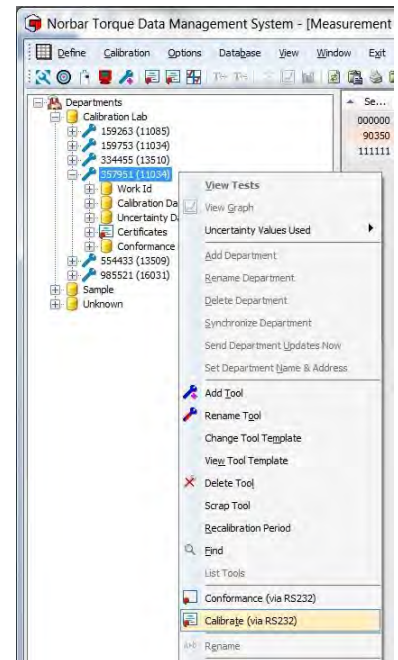 Norbar Torque Data Management System - [Measurement
Define Calibration Options Database View Window Exit
Departments
Calibration Lab
159263 (11085)
159753 (11034)
334455 (13510)
357951 (11034)
Work Id
Calibration Da
Uncertainty D
Certificates
Conformance
554433 (13509)
985521 (16031)
Sample
Unknown
Se...
000000
90350
111111
View Tests
View Graph
Uncertainty Values Used
Add Department
Rename Department
Delete Department
Synchronize Department
Send Department Updates Now
Set Department Name & Address
Add Tool
Rename Tool
Change Tool Template
View Tool Template
Delete Tool
Scrap Tool
Recalibration Period
Find
List Tools
Conformance (via RS232)
Calibrate (via RS232)
Rename